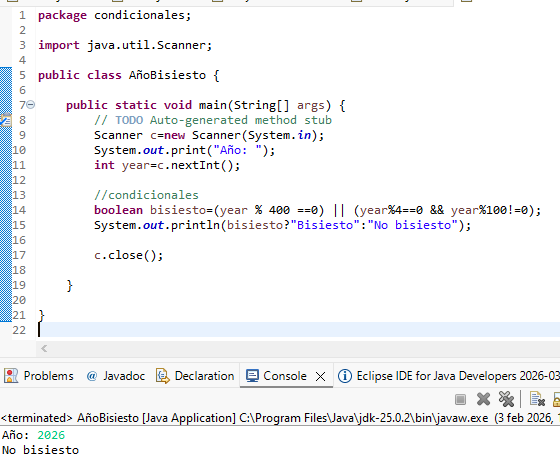 1 package condicionales;
2
3 import java.util.Scanner;
4
5 public class AñoBisiesto {
6
7 public static void main(String[] args) {
8 // TODO Auto-generated method stub
9 Scanner c=new Scanner(System.in);
10 System.out.print("Año: ");
11 int year=c.nextInt();
12
13 //condicionales
14 boolean bisiesto=(year % 400 ==0) || (year%4==0 && year%100!=0);
15 System.out.println(bisiesto?"Bisiesto":"No bisiesto");
16
17 c.close();
18
19 }
20
21 }
22
Problems @ Javadoc Declaration Console Eclipse IDE for Java Developers 2026-03
<terminated> AñoBisiesto [Java Application] C:\Program Files\Java\jdk-25.0.2\bin\javaw.exe (3 feb 2026,
Año: 2026
No bisiesto